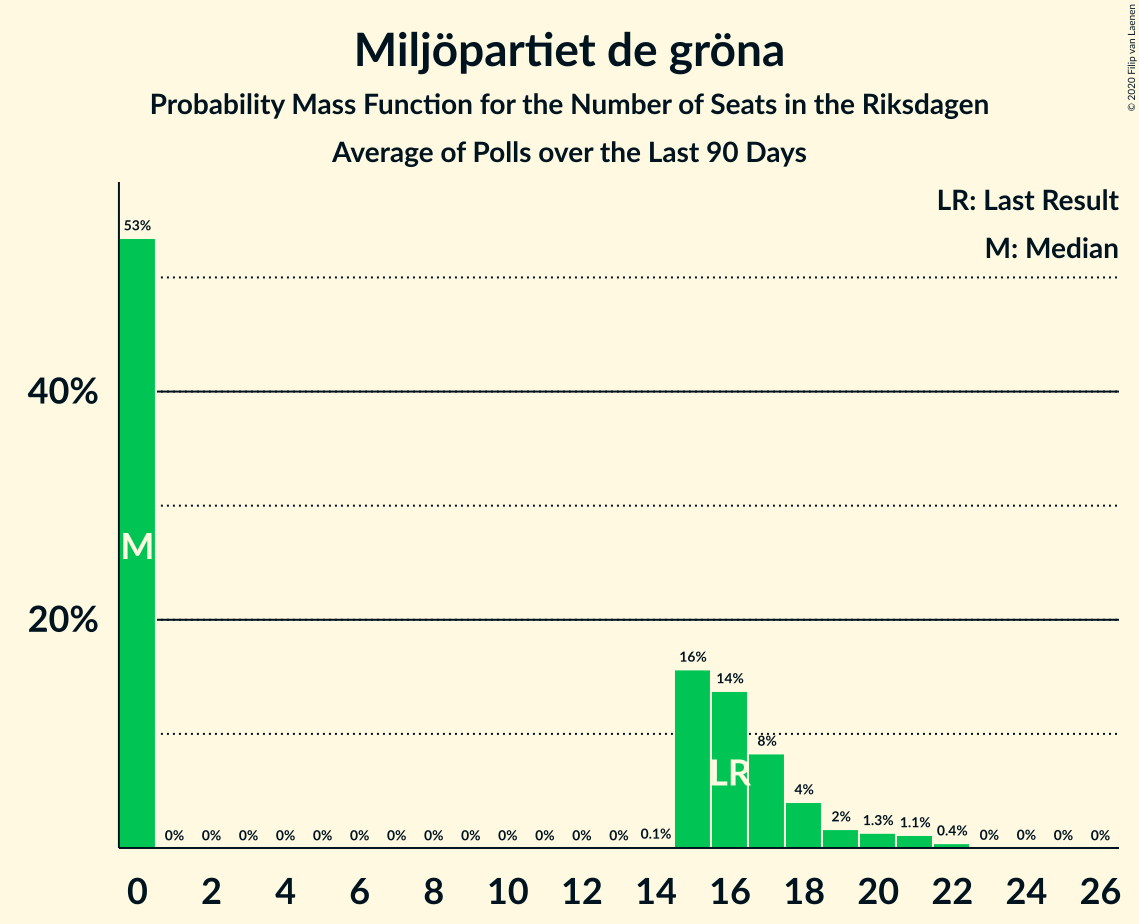 Miljöpartiet de gröna
Probability Mass Function for the Number of Seats in the Riksdagen
Average of Polls over the Last 90 Days
© 2020 Filip van Laenen
LR: Last Result
M: Median
40%
20%
53% 0% 0% 0% 0% 0% 0% 0% 0% 0% 0% 0% 0% 0% 0.1% 16% 14% 8% 4% 2% 1.3% 1.1% 0.4% 0% 0% 0% 0%
M
LR
0 2 4 6 8 10 12 14 16 18 20 22 24 26